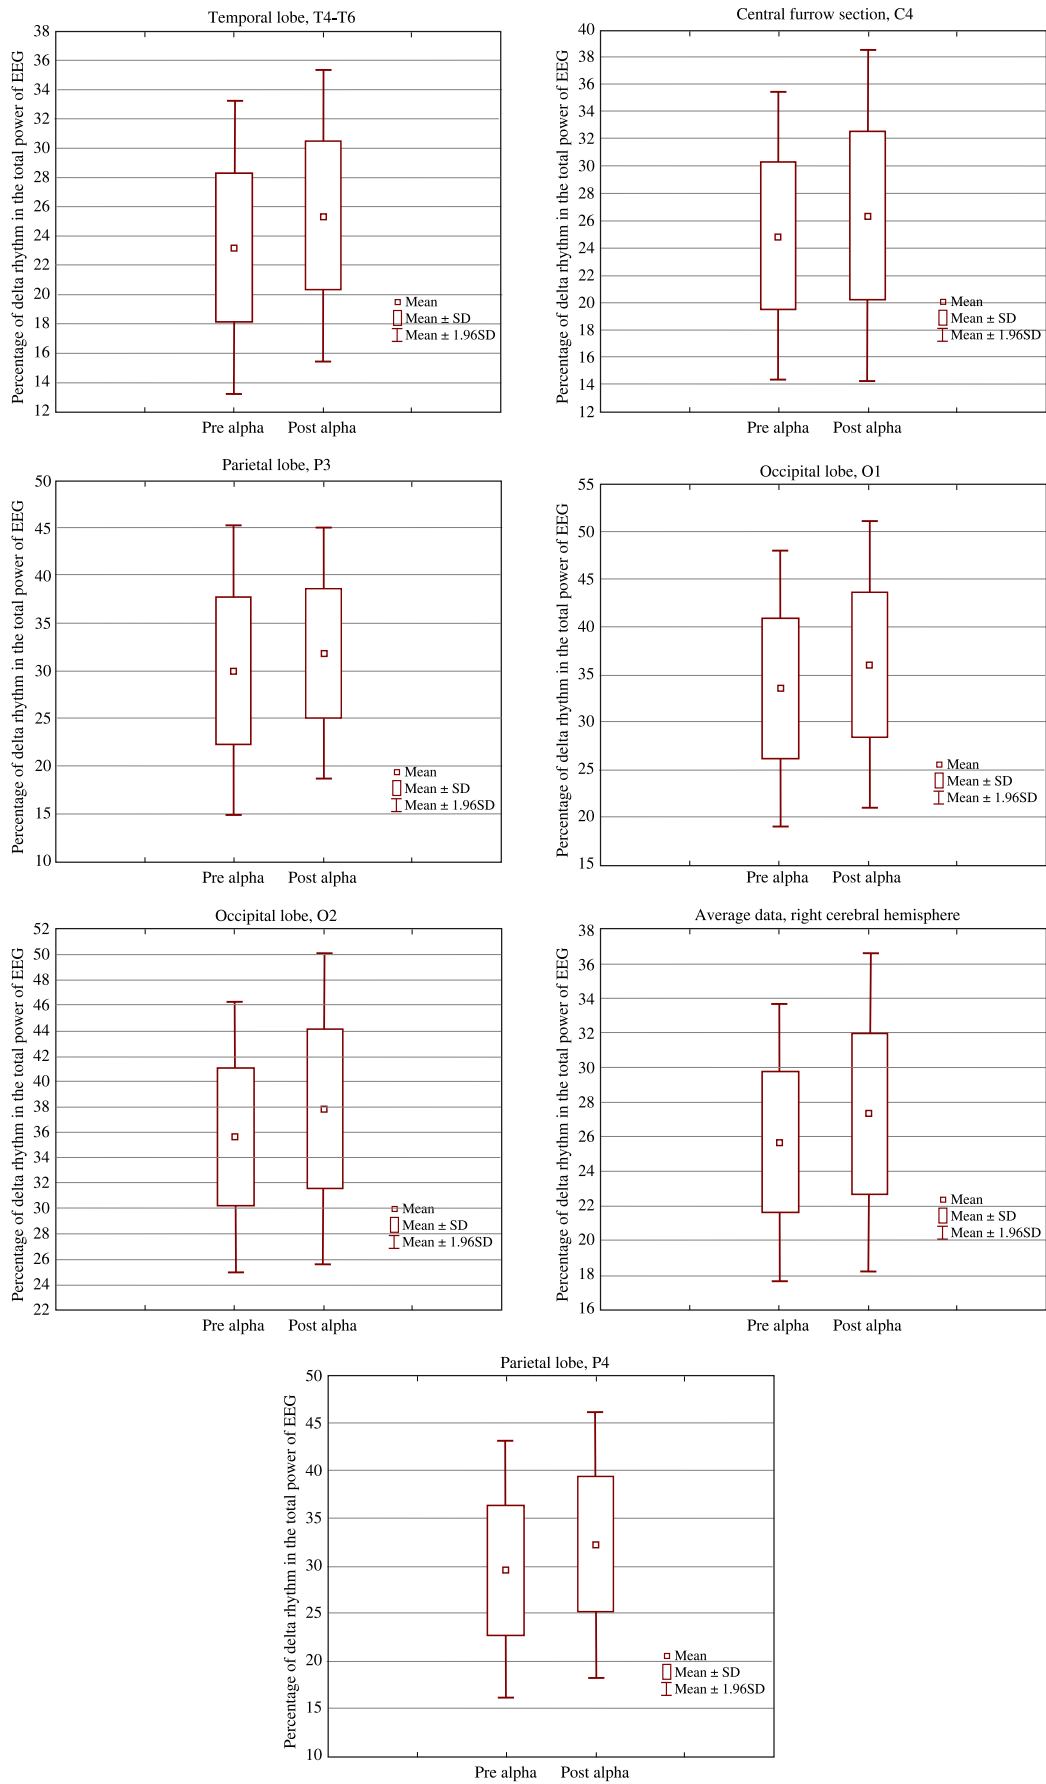 Temporal lobe, T4-T6
Percentage of delta rhythm in the total power of EEG
38
36
34
32
30
28
26
24
22
20
18
16
14
12
Mean
Mean ± SD
Mean ± 1.96SD
Pre alpha Post alpha
Central furrow section, C4
Percentage of delta rhythm in the total power of EEG
40
38
36
34
32
30
28
26
24
22
20
18
16
14
12
Mean
Mean ± SD
Mean ± 1.96SD
Pre alpha Post alpha
Parietal lobe, P3
Percentage of delta rhythm in the total power of EEG
50
45
40
35
30
25
20
15
10
Mean
Mean ± SD
Mean ± 1.96SD
Pre alpha Post alpha
Occipital lobe, O1
Percentage of delta rhythm in the total power of EEG
55
50
45
40
35
30
25
20
15
Mean
Mean ± SD
Mean ± 1.96SD
Pre alpha Post alpha
Occipital lobe, O2
Percentage of delta rhythm in the total power of EEG
52
50
48
46
44
42
40
38
36
34
32
30
28
26
24
22
Mean
Mean ± SD
Mean ± 1.96SD
Pre alpha Post alpha
Average data, right cerebral hemisphere
Percentage of delta rhythm in the total power of EEG
38
36
34
32
30
28
26
24
22
20
18
16
Mean
Mean ± SD
Mean ± 1.96SD
Pre alpha Post alpha
Parietal lobe, P4
Percentage of delta rhythm in the total power of EEG
50
45
40
35
30
25
20
15
10
Mean
Mean ± SD
Mean ± 1.96SD
Pre alpha Post alpha